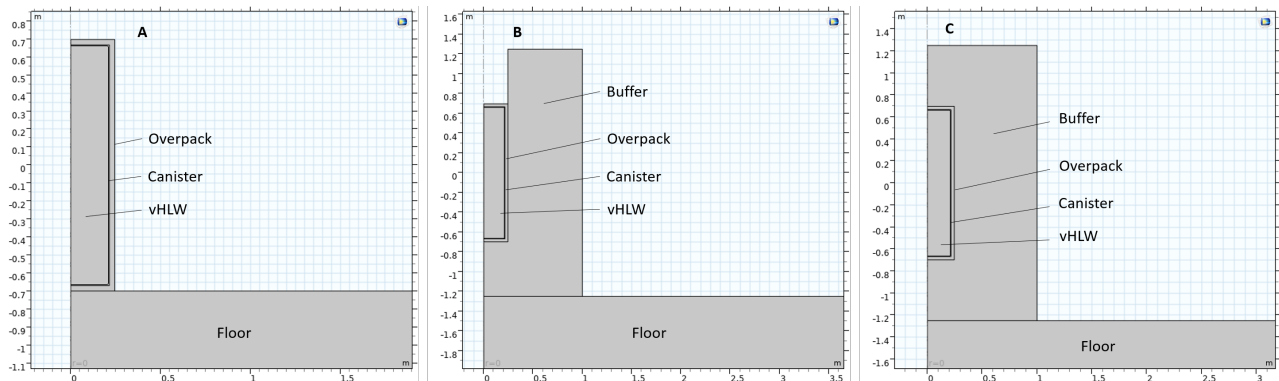 m
A
0.8
0.7
0.6
0.5
0.4
0.3
0.2
0.1
0
-0.1
-0.2
-0.3
-0.4
-0.5
-0.6
-0.7
-0.8
-0.9
-1
-1.1
Overpack
Canister
vHLW
Floor
r=0
m
0
0.5
1
1.5
m
B
1.6
1.4
1.2
1
0.8
0.6
0.4
0.2
0
-0.2
-0.4
-0.6
-0.8
-1
-1.2
-1.4
-1.6
-1.8
Buffer
Overpack
Canister
vHLW
Floor
r=0
m
0
0.5
1
1.5
2
2.5
3
3.5
m
C
1.4
1.2
1
0.8
0.6
0.4
0.2
0
-0.2
-0.4
-0.6
-0.8
-1
-1.2
-1.4
-1.6
Buffer
Overpack
Canister
vHLW
Floor
r=0
m
0
0.5
1
1.5
2
2.5
3